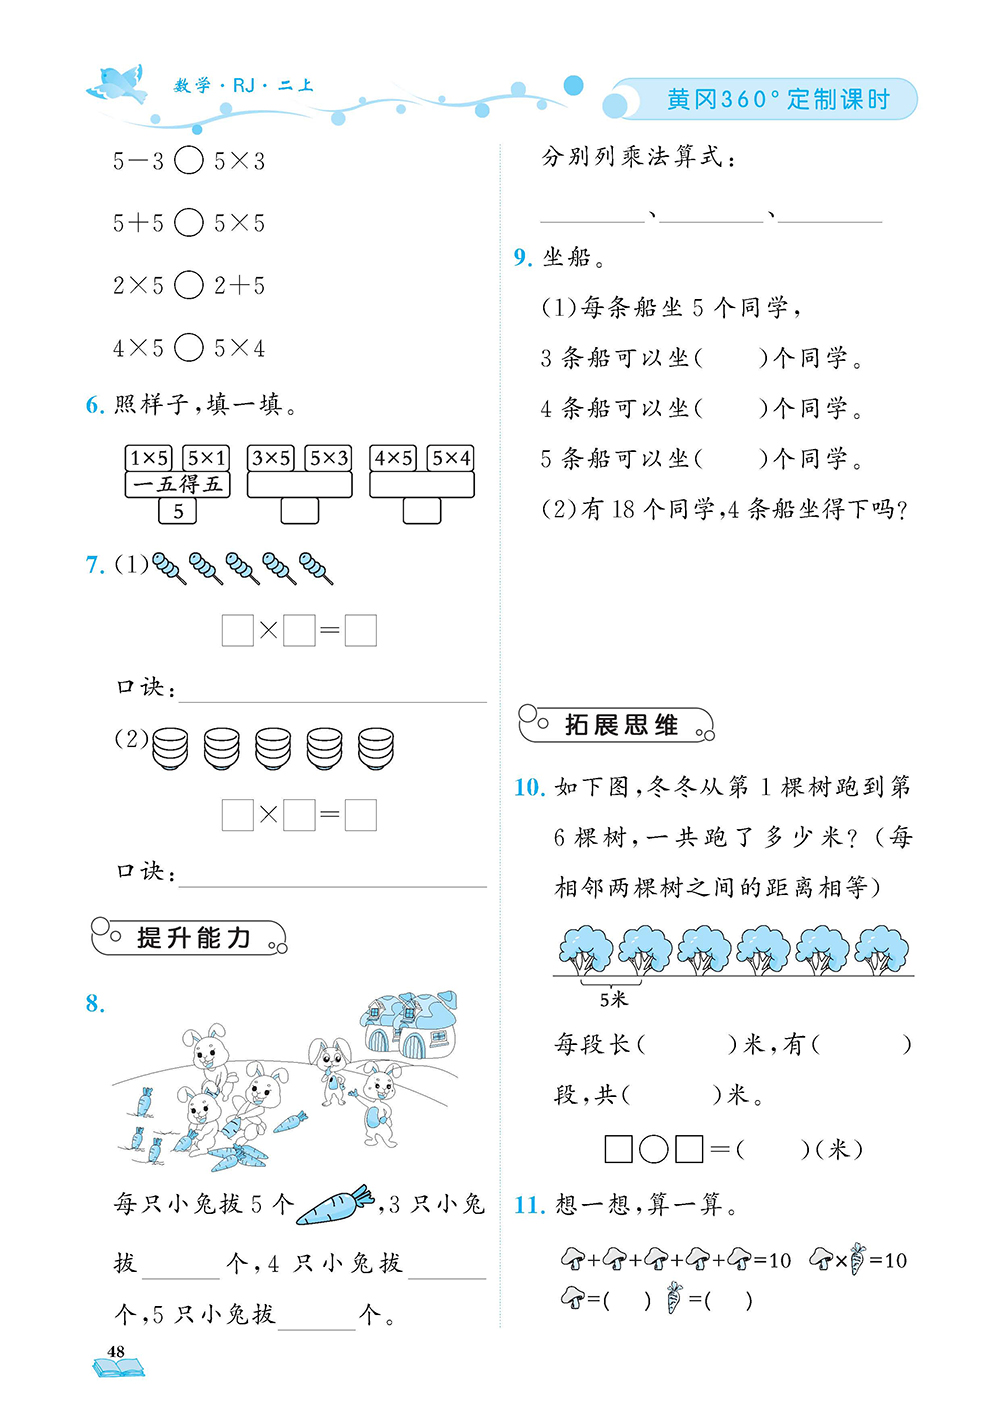 数学·RJ·二上
黄冈360°定制课时
5－3○5×3
5＋5○5×5
2×5○2＋5
4×5○5×4
6. 照样子,填一填。
1×5 5×1 3×5 5×3 4×5 5×4
一五得五
5
7. (1)
□×□＝□
口诀:
(2)
□×□＝□
口诀:
提升能力
8.
每只小兔拔5个 ,3只小兔
拔______个,4只小兔拔______
个,5只小兔拔______个。
48
分别列乘法算式:
______、______、______
9. 坐船。
(1)每条船坐5个同学,
3条船可以坐(　　)个同学。
4条船可以坐(　　)个同学。
5条船可以坐(　　)个同学。
(2)有18个同学,4条船坐得下吗?
拓展思维
10. 如下图,冬冬从第1棵树跑到第
6棵树,一共跑了多少米?(每
相邻两棵树之间的距离相等)
5米
每段长(　　)米,有(　　)
段,共(　　)米。
□○□＝(　　)(米)
11. 想一想,算一算。
+ + + + =10 × =10
=(　　) =(　　)